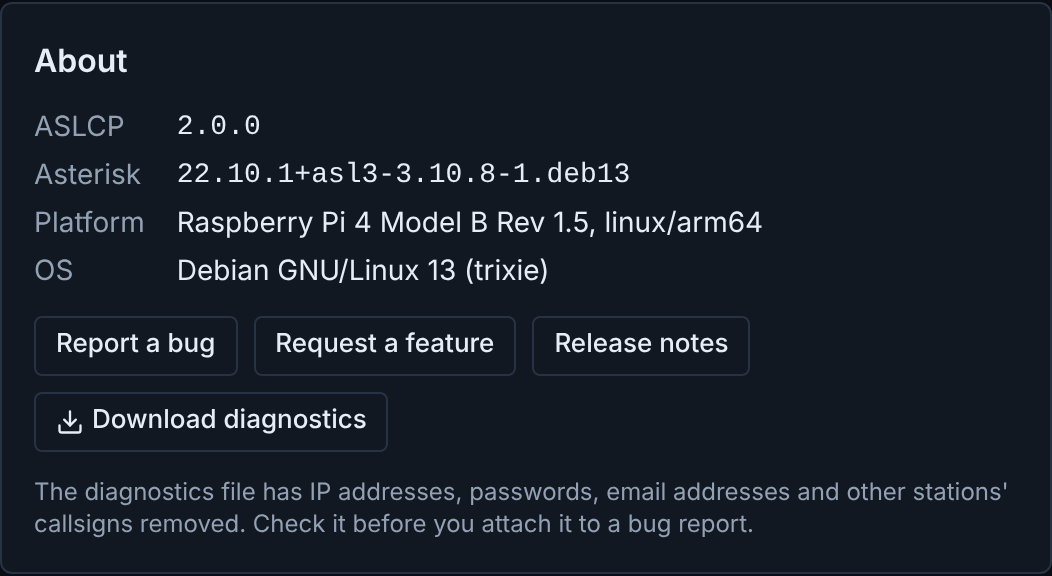 About
ASLCP 2.0.0
Asterisk 22.10.1+asl3-3.10.8-1.deb13
Platform Raspberry Pi 4 Model B Rev 1.5, linux/arm64
OS Debian GNU/Linux 13 (trixie)
Report a bug Request a feature Release notes
Download diagnostics
The diagnostics file has IP addresses, passwords, email addresses and other stations'
callsigns removed. Check it before you attach it to a bug report.